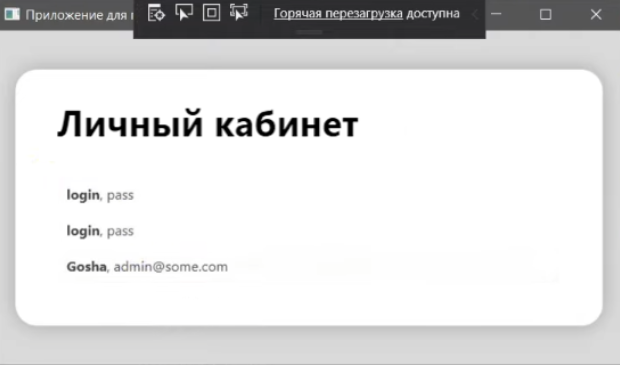 Приложение для
Горячая перезагрузка доступна
Личный кабинет
login, pass
login, pass
Gosha, admin@some.com